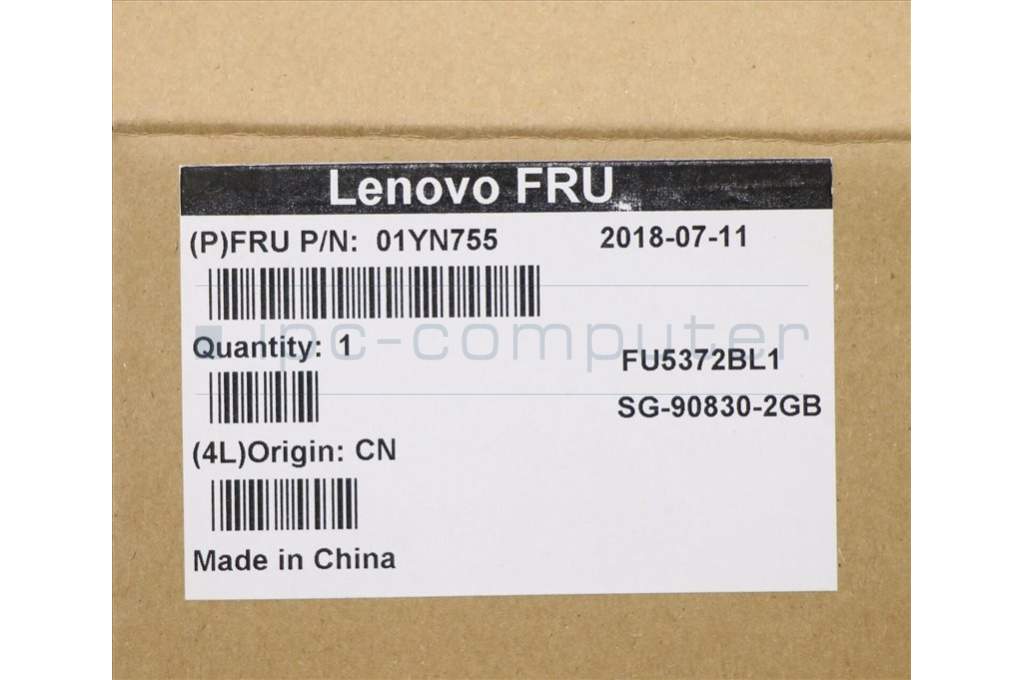 Lenovo FRU
(P)FRU P/N: 01YN755
2018-07-11
ipc-computer
Quantity: 1
FU5372BL1
SG-90830-2GB
(4L)Origin: CN
Made in China